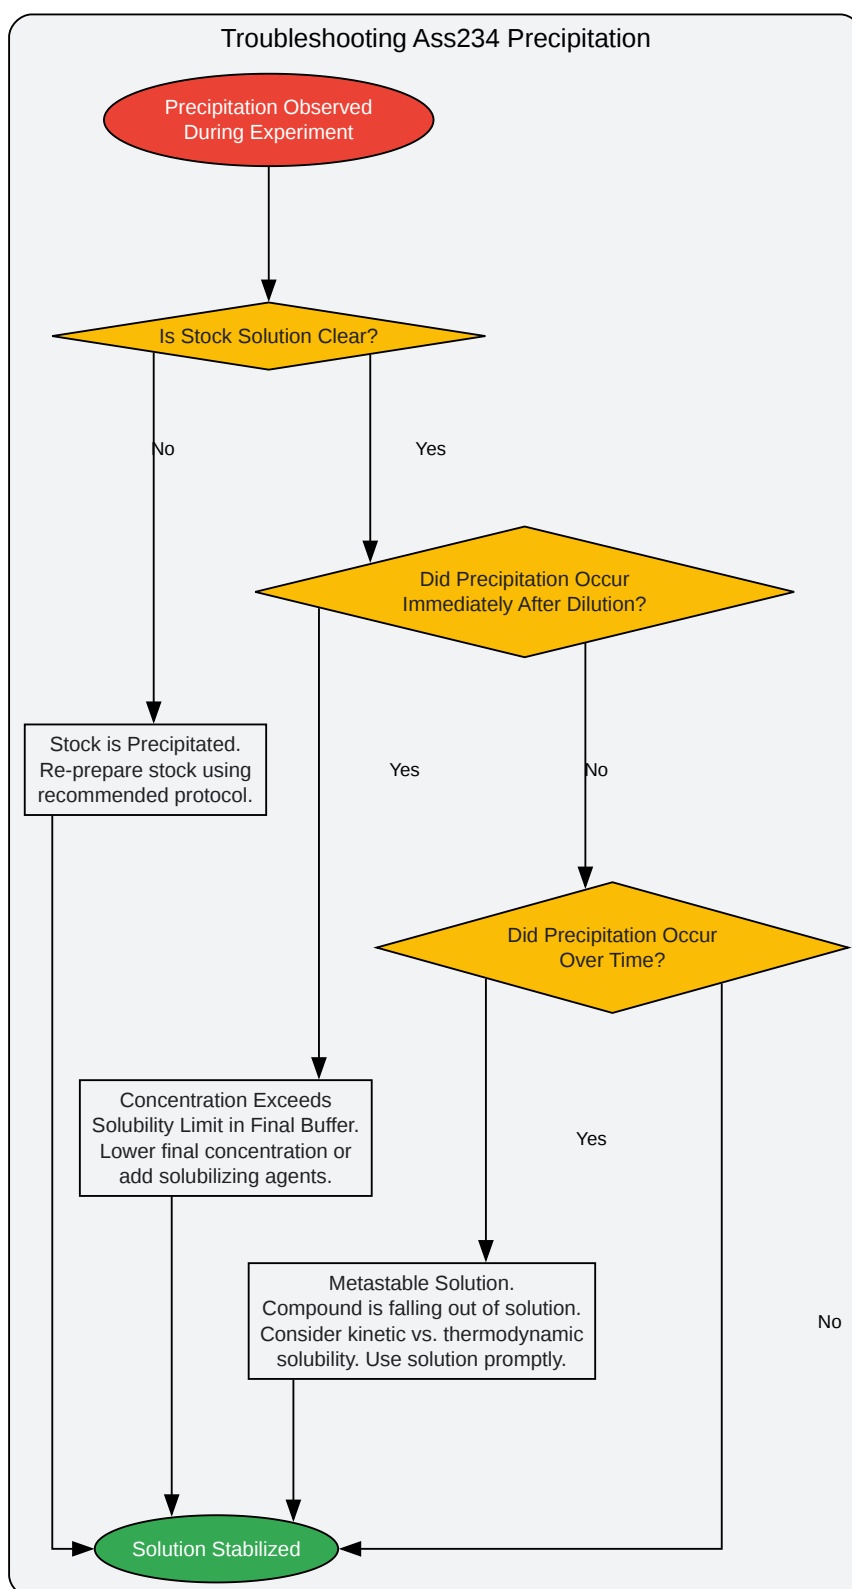 Troubleshooting Ass234 Precipitation
Precipitation Observed
During Experiment
Is Stock Solution Clear?
No
Yes
Did Precipitation Occur
Immediately After Dilution?
Stock is Precipitated.
Re-prepare stock using
recommended protocol.
Yes
No
Did Precipitation Occur
Over Time?
Concentration Exceeds
Solubility Limit in Final Buffer.
Lower final concentration or
add solubilizing agents.
Yes
Metastable Solution.
Compound is falling out of solution.
Consider kinetic vs. thermodynamic
solubility. Use solution promptly.
No
Solution Stabilized